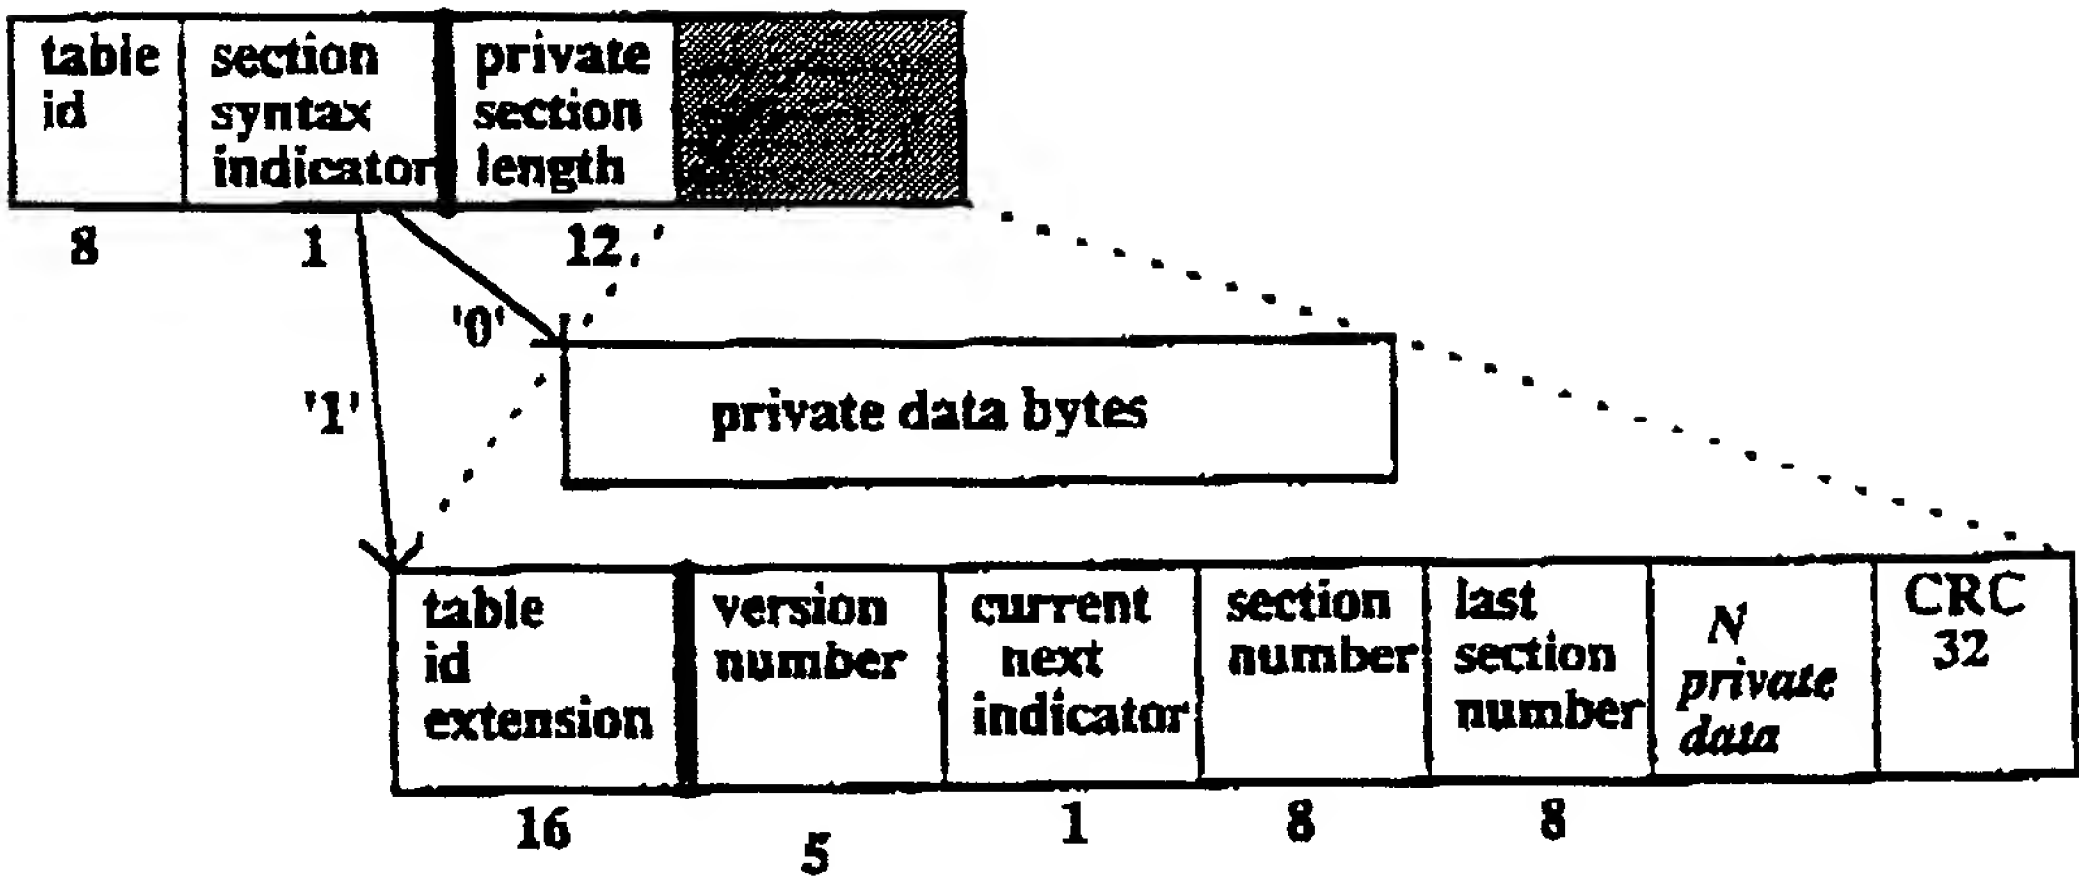 table
id
section
syntax
indicator
private
section
length
8
1
12
'0'
'1'
private data bytes
table
id
extension
version
number
current
next
indicator
section
number
last
section
number
N
private
data
CRC
32
16
5
1
8
8